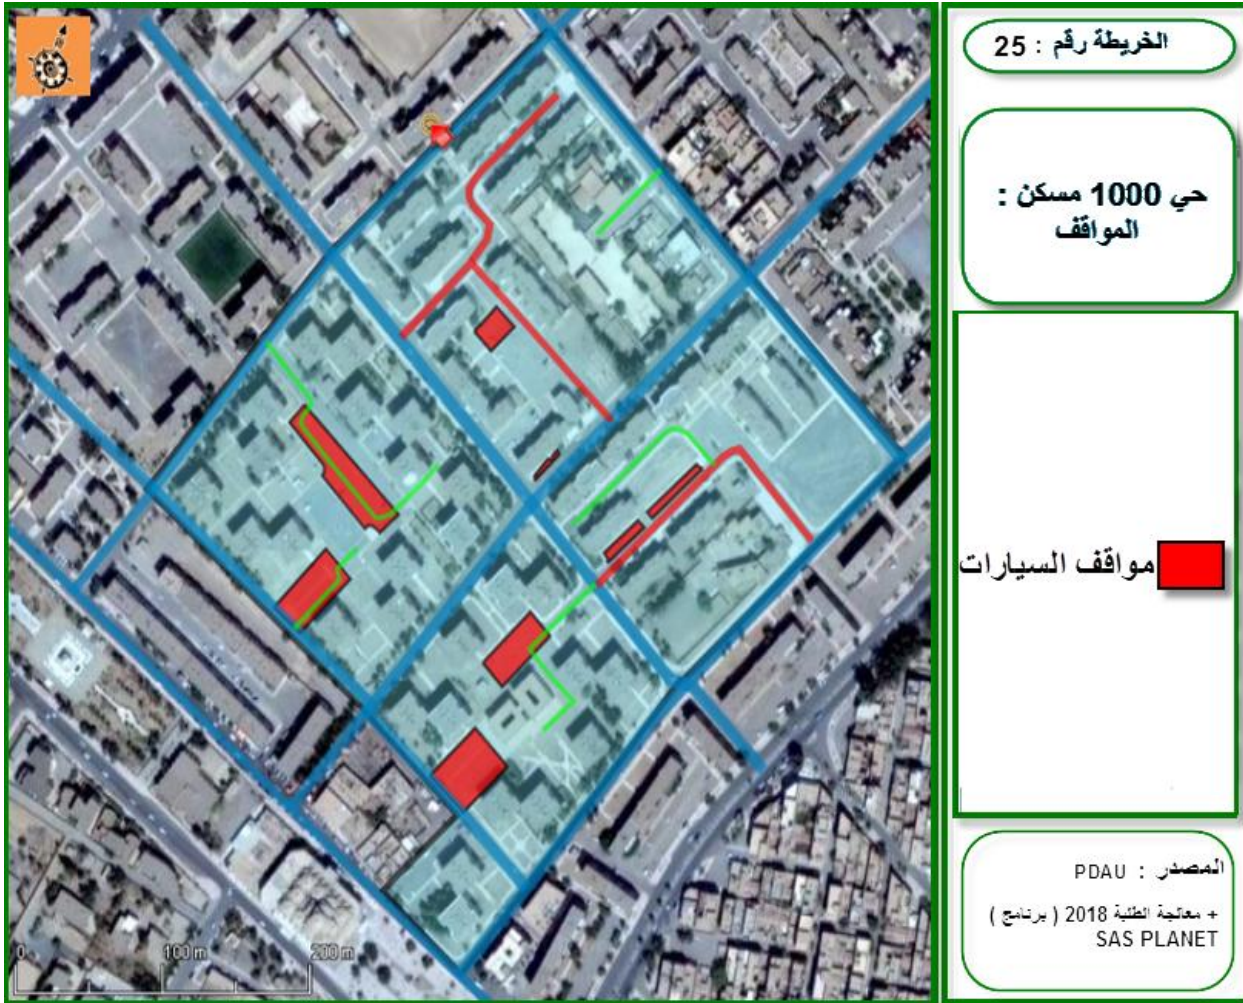 الخريطة رقم : 25
حي 1000 مسكن :
المواقف
مواقف السيارات
المصدر : PDAU
+ معالجة الطلبة 2018 ( برنامج )
SAS PLANET
0 100 m 200 m